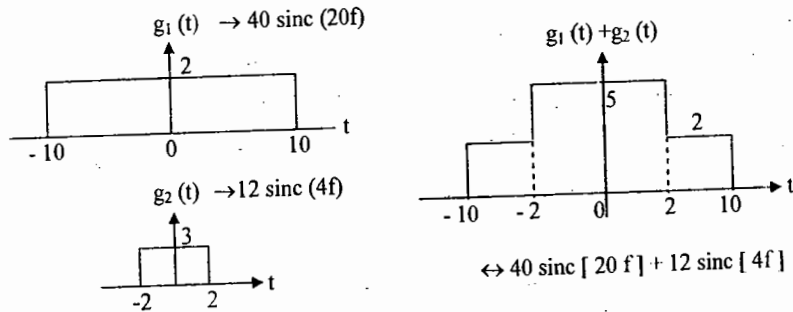 g₁ (t) → 40 sinc (20f)
2
- 10 0 10 t
g₂ (t) →12 sinc (4f)
3
-2 2 t
g₁ (t) +g₂ (t)
5
2
- 10 - 2 0 2 10 t
↔ 40 sinc [ 20 f ] + 12 sinc [ 4f ]